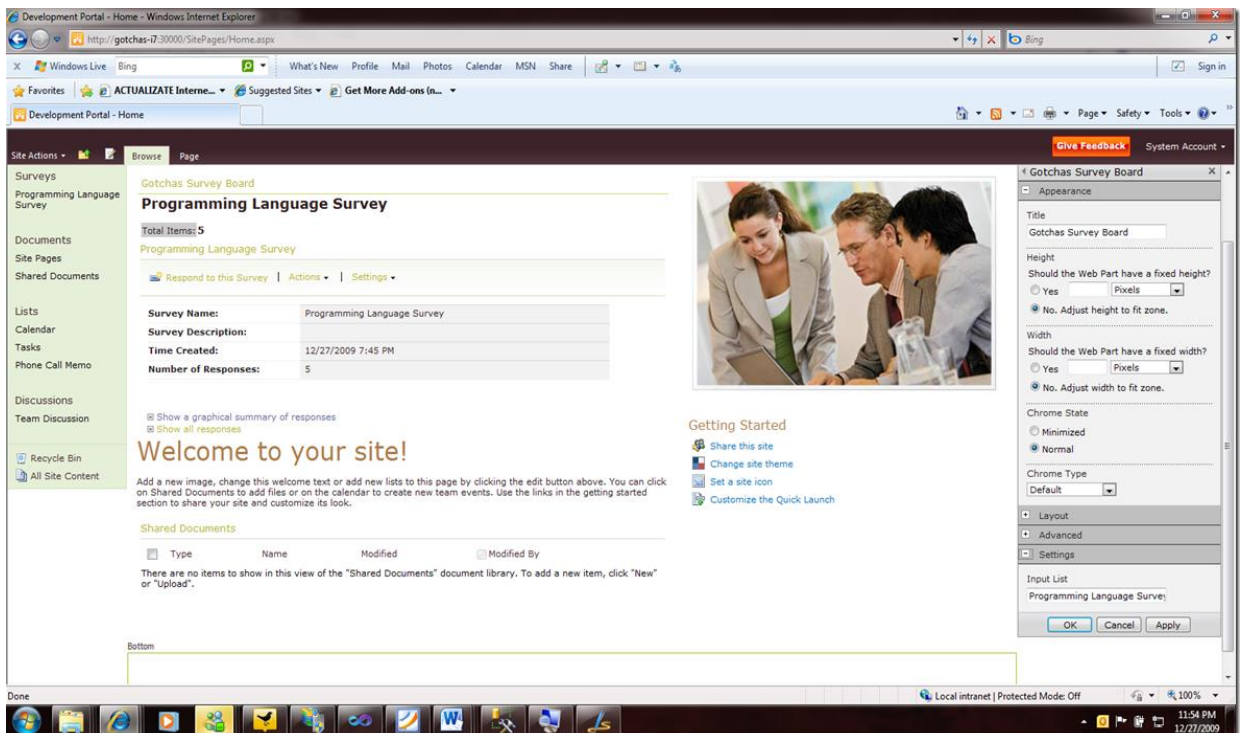 Development Portal - Home - Windows Internet Explorer
http://gotchas-i7:30000/SitePages/Home.aspx
Bing
x Windows Live Bing What's New Profile Mail Photos Calendar MSN Share Sign in
Favorites ACTUALIZATE Interne... Suggested Sites Get More Add-ons (n...
Development Portal - Home Page Safety Tools
Give Feedback System Account
Site Actions Browse Page
Surveys
Programming Language
Survey
Documents
Site Pages
Shared Documents
Lists
Calendar
Tasks
Phone Call Memo
Discussions
Team Discussion
Recycle Bin
All Site Content
Gotchas Survey Board
Programming Language Survey
Total Items: 5
Programming Language Survey
Respond to this Survey | Actions | Settings
Survey Name: Programming Language Survey
Survey Description:
Time Created: 12/27/2009 7:45 PM
Number of Responses: 5
Show a graphical summary of responses
Show all responses
Welcome to your site!
Add a new image, change this welcome text or add new lists to this page by clicking the edit button above. You can click
on Shared Documents to add files or on the calendar to create new team events. Use the links in the getting started
section to share your site and customize its look.
Shared Documents
Type Name Modified Modified By
There are no items to show in this view of the "Shared Documents" document library. To add a new item, click "New"
or "Upload".
Bottom
Getting Started
Share this site
Change site theme
Set a site icon
Customize the Quick Launch
Gotchas Survey Board X
Appearance
Title
Gotchas Survey Board
Height
Should the Web Part have a fixed height?
Yes Pixels
No. Adjust height to fit zone.
Width
Should the Web Part have a fixed width?
Yes Pixels
No. Adjust width to fit zone.
Chrome State
Minimized
Normal
Chrome Type
Default
Layout
Advanced
Settings
Input List
Programming Language Survey
OK Cancel Apply
Done Local intranet | Protected Mode: Off 100%
11:54 PM
12/27/2009